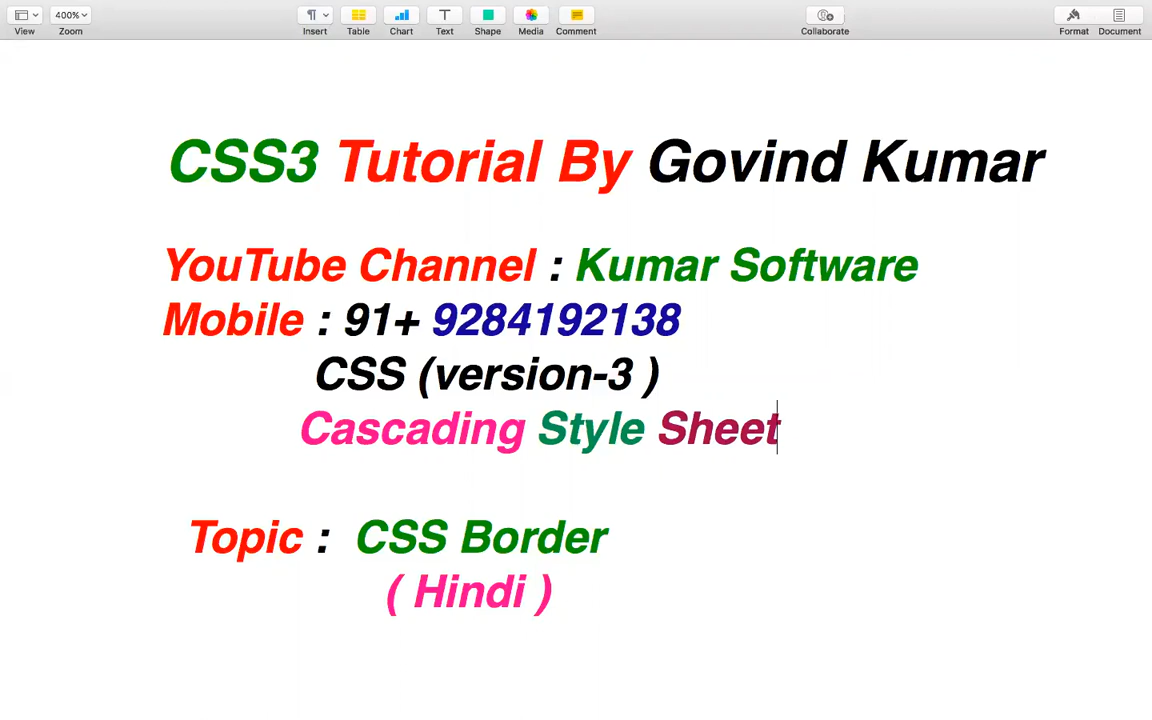 400%
View Zoom Insert Table Chart Text Shape Media Comment Collaborate Format Document
CSS3 Tutorial By Govind Kumar
YouTube Channel : Kumar Software
Mobile : 91+ 9284192138
CSS (version-3 )
Cascading Style Sheet
Topic : CSS Border
( Hindi )